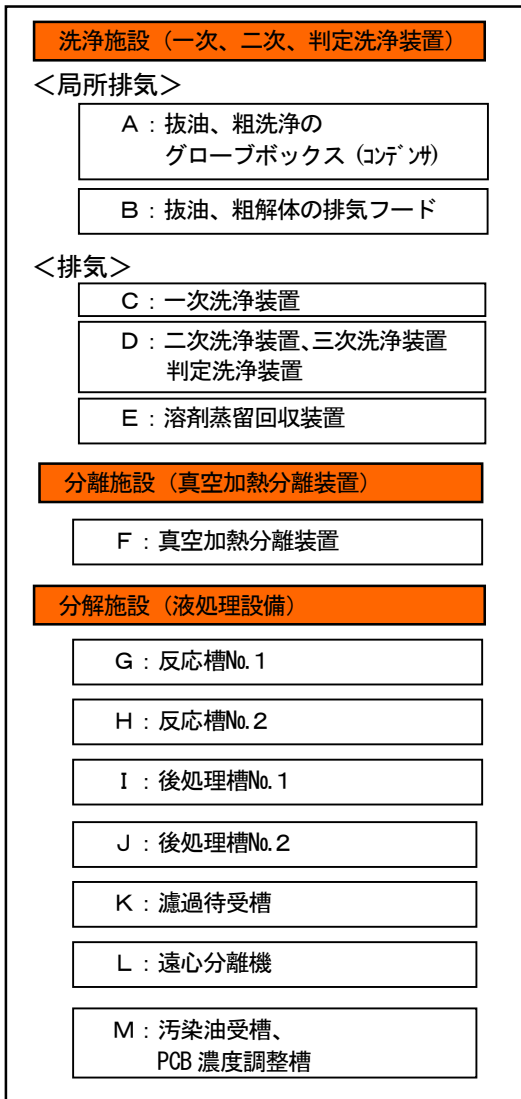 洗浄施設（一次、二次、判定洗浄装置）
＜局所排気＞
Ａ：抜油、粗洗浄の
グローブボックス（ｺﾝﾃﾞﾝｻ）
Ｂ：抜油、粗解体の排気フード
＜排気＞
Ｃ：一次洗浄装置
Ｄ：二次洗浄装置、三次洗浄装置
判定洗浄装置
Ｅ：溶剤蒸留回収装置
分離施設（真空加熱分離装置）
Ｆ：真空加熱分離装置
分解施設（液処理設備）
Ｇ：反応槽№1
Ｈ：反応槽№2
Ｉ：後処理槽№1
Ｊ：後処理槽№2
Ｋ：濾過待受槽
Ｌ：遠心分離機
Ｍ：汚染油受槽、
PCB 濃度調整槽